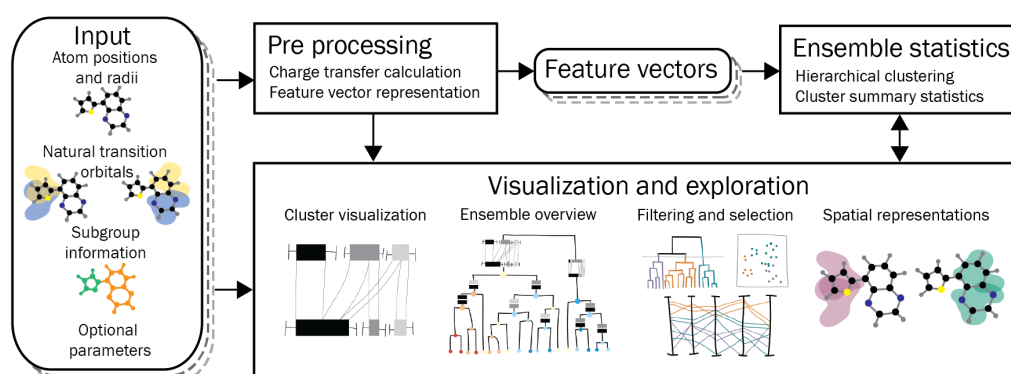 Input
Atom positions
and radii
Natural transition
orbitals
Subgroup
information
Optional
parameters
Pre processing
Charge transfer calculation
Feature vector representation
Feature vectors
Ensemble statistics
Hierarchical clustering
Cluster summary statistics
Visualization and exploration
Cluster visualization
Ensemble overview
Filtering and selection
Spatial representations